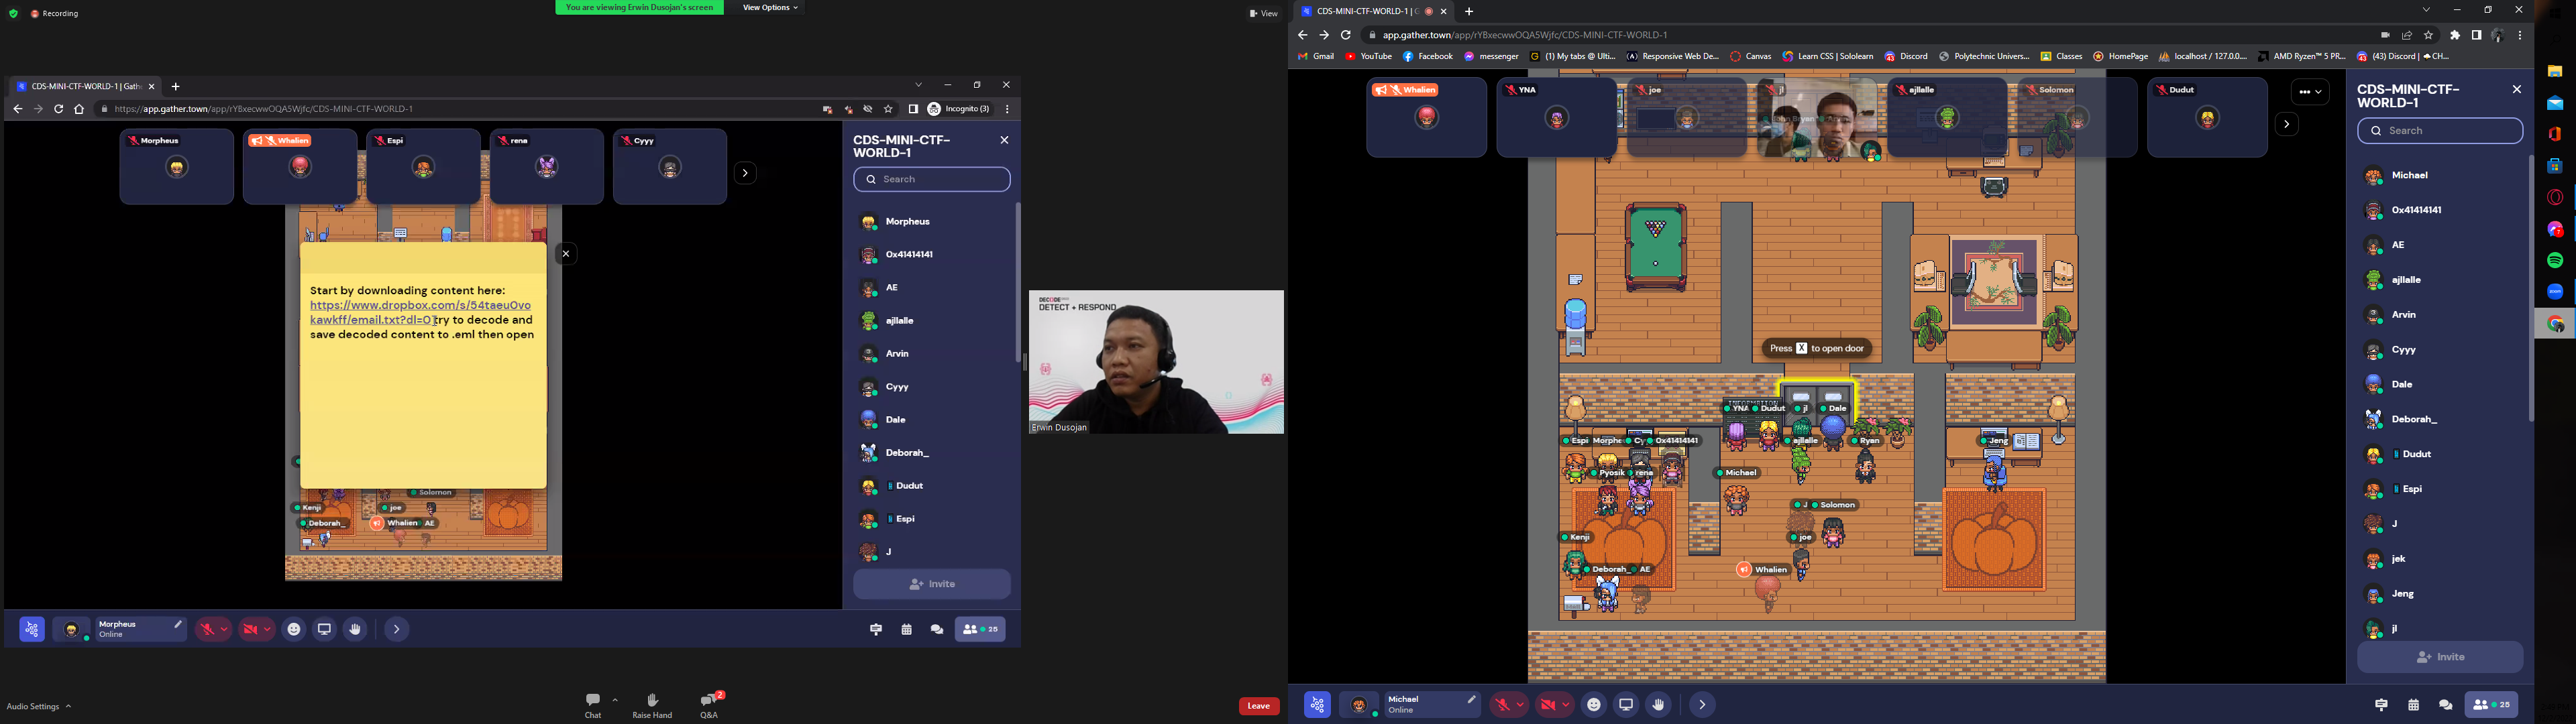 Recording
You are viewing Erwin Dusojan's screen
View Options
View
CDS-MINI-CTF-WORLD-1 | Gath
https://app.gather.town/app/rYBxecwwOQA5Wjfc/CDS-MINI-CTF-WORLD-1
Incognito (3)
Morpheus
Whalien
Espi
rena
Cyyy
Start by downloading content here:
https://www.dropbox.com/s/54taeu0vo
kawkff/email.txt?dl=0Try to decode and
save decoded content to .eml then open
Solomon
Kenji
joe
Deborah_
Whalien
AE
CDS-MINI-CTF-
WORLD-1
Search
Morpheus
0x41414141
AE
ajllalle
Arvin
Cyyy
Dale
Deborah_
Dudut
Espi
J
Invite
Morpheus
Online
25
DETECT + RESPOND
Erwin Dusojan
Audio Settings
Chat
Raise Hand
2
Q&A
Leave
CDS-MINI-CTF-WORLD-1 | G
app.gather.town/app/rYBxecwwOQA5Wjfc/CDS-MINI-CTF-WORLD-1
Gmail
YouTube
Facebook
messenger
(1) My tabs @ Ulti...
Responsive Web De...
Canvas
Learn CSS | Sololearn
Discord
Polytechnic Univers...
Classes
HomePage
localhost / 127.0.0....
AMD Ryzen™ 5 PR...
(43) Discord | CH...
Whalien
YNA
joe
jl
ajllalle
Solomon
Dudut
Press X to open door
INFORMATION
YNA
Dudut
jl
Dale
Espi
Morphe
Cy
0x41414141
ajllalle
Ryan
Jeng
Pyosik
rena
Michael
J
Solomon
Kenji
joe
Deborah_
AE
Whalien
CDS-MINI-CTF-
WORLD-1
Search
Michael
0x41414141
AE
ajllalle
Arvin
Cyyy
Dale
Deborah_
Dudut
Espi
J
jek
Jeng
jl
Invite
Michael
Online
25